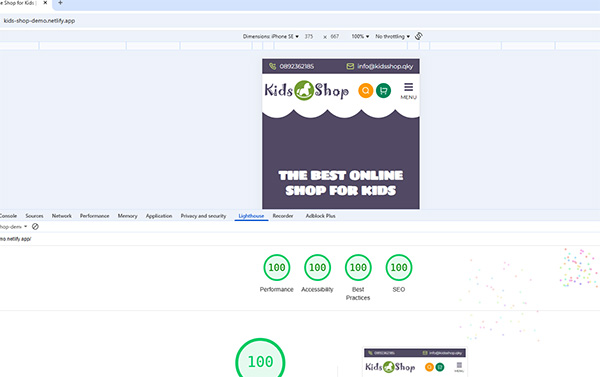 e Shop for Kids :
kids-shop-demo.netlify.app
Dimensions: iPhone SE 375 × 667 100% No throttling
0892362185 info@kidsshop.qky
Kids Shop
MENU
THE BEST ONLINE
SHOP FOR KIDS
Console Sources Network Performance Memory Application Privacy and security Lighthouse Recorder Adblock Plus
hop-demo
mo.netlify.app/
100 100 100 100
Performance Accessibility Best Practices SEO
100
0892362185 info@kidsshop.qky
Kids Shop
MENU